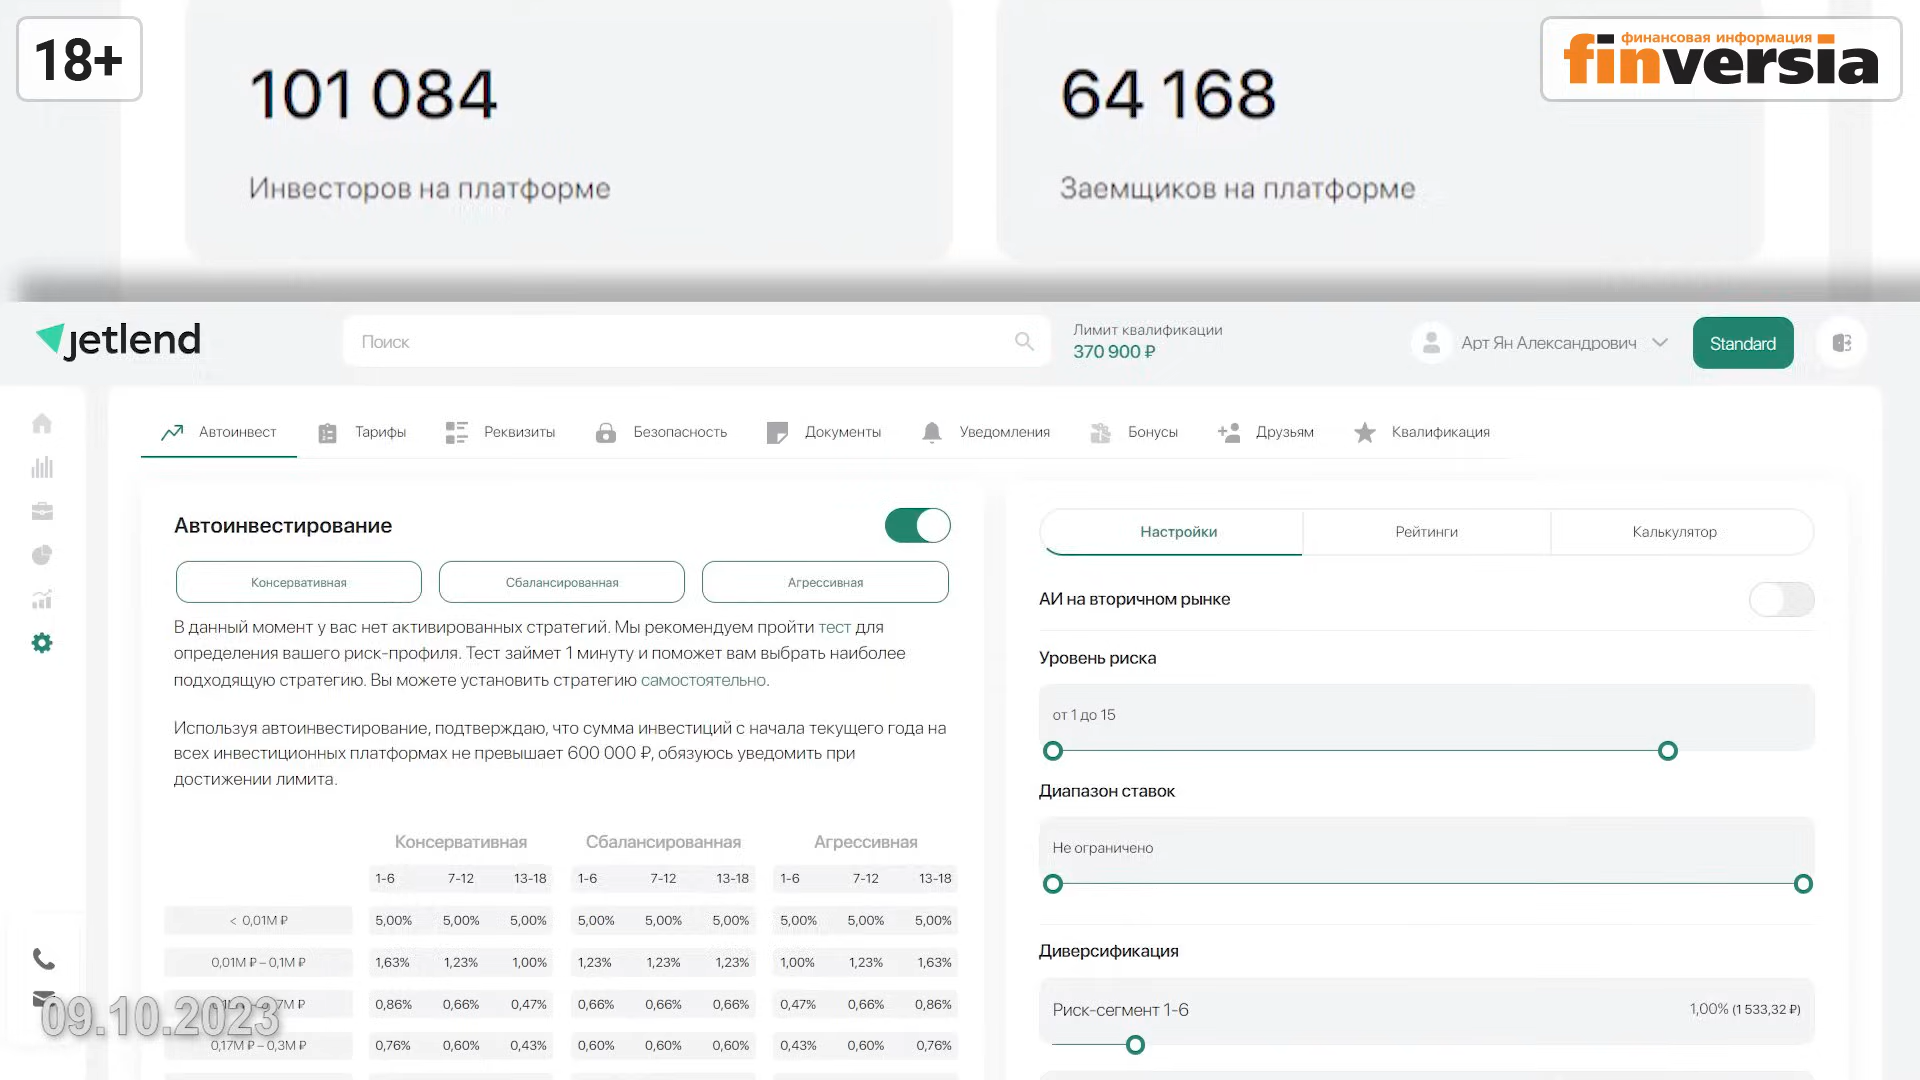 18+
финансовая информация
finversia
101 084
64 168
Инвесторов на платформе
Заемщиков на платформе
jetlend
Поиск
Лимит квалификации
370 900 ₽
Арт Ян Александрович
Standard
Автоинвест
Тарифы
Реквизиты
Безопасность
Документы
Уведомления
Бонусы
Друзьям
Квалификация
Автоинвестирование
Консервативная
Сбалансированная
Агрессивная
В данный момент у вас нет активированных стратегий. Мы рекомендуем пройти тест для
определения вашего риск-профиля. Тест займет 1 минуту и поможет вам выбрать наиболее
подходящую стратегию. Вы можете установить стратегию самостоятельно.
Используя автоинвестирование, подтверждаю, что сумма инвестиций с начала текущего года на
всех инвестиционных платформах не превышает 600 000 ₽, обязуюсь уведомить при
достижении лимита.
Консервативная Сбалансированная Агрессивная
1-6 7-12 13-18 1-6 7-12 13-18 1-6 7-12 13-18
< 0,01М ₽ 5,00% 5,00% 5,00% 5,00% 5,00% 5,00% 5,00% 5,00% 5,00%
0,01М ₽ – 0,1М ₽ 1,63% 1,23% 1,00% 1,23% 1,23% 1,23% 1,00% 1,23% 1,63%
0,86% 0,66% 0,47% 0,66% 0,66% 0,66% 0,47% 0,66% 0,86%
0,17М ₽ – 0,3М ₽ 0,76% 0,60% 0,43% 0,60% 0,60% 0,60% 0,43% 0,60% 0,76%
09.10.2023
Настройки
Рейтинги
Калькулятор
АИ на вторичном рынке
Уровень риска
от 1 до 15
Диапазон ставок
Не ограничено
Диверсификация
Риск-сегмент 1-6
1,00% (1 533,32 ₽)